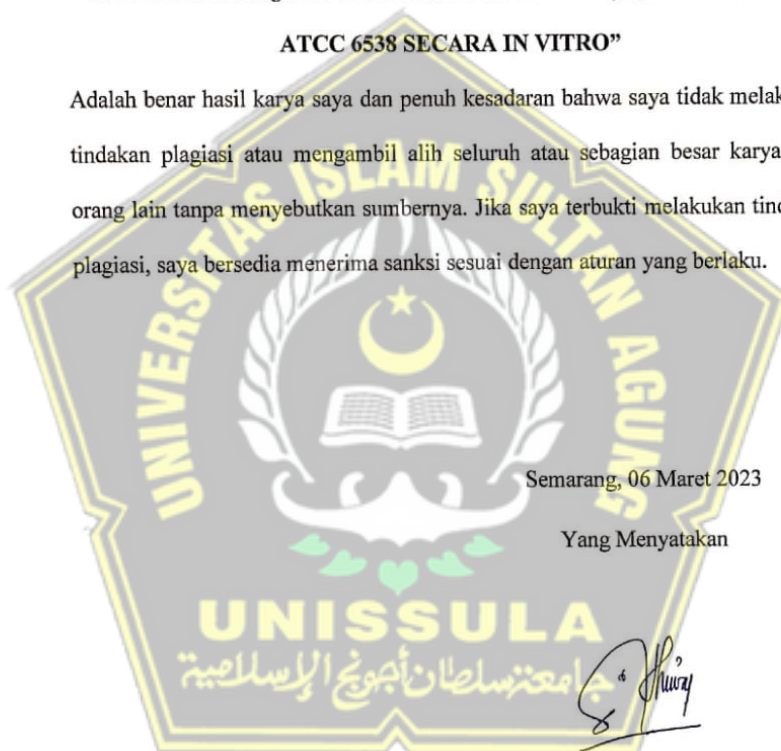 ATCC 6538 SECARA IN VITRO”
Adalah benar hasil karya saya dan penuh kesadaran bahwa saya tidak melak
tindakan plagiasi atau mengambil alih seluruh atau sebagian besar karya
orang lain tanpa menyebutkan sumbernya. Jika saya terbukti melakukan tind
plagiasi, saya bersedia menerima sanksi sesuai dengan aturan yang berlaku.
UNIVERSITAS ISLAM SULTAN AGUNG
Semarang, 06 Maret 2023
Yang Menyatakan
UNISSULA
جامعة سلطان أجونج الإسلامية